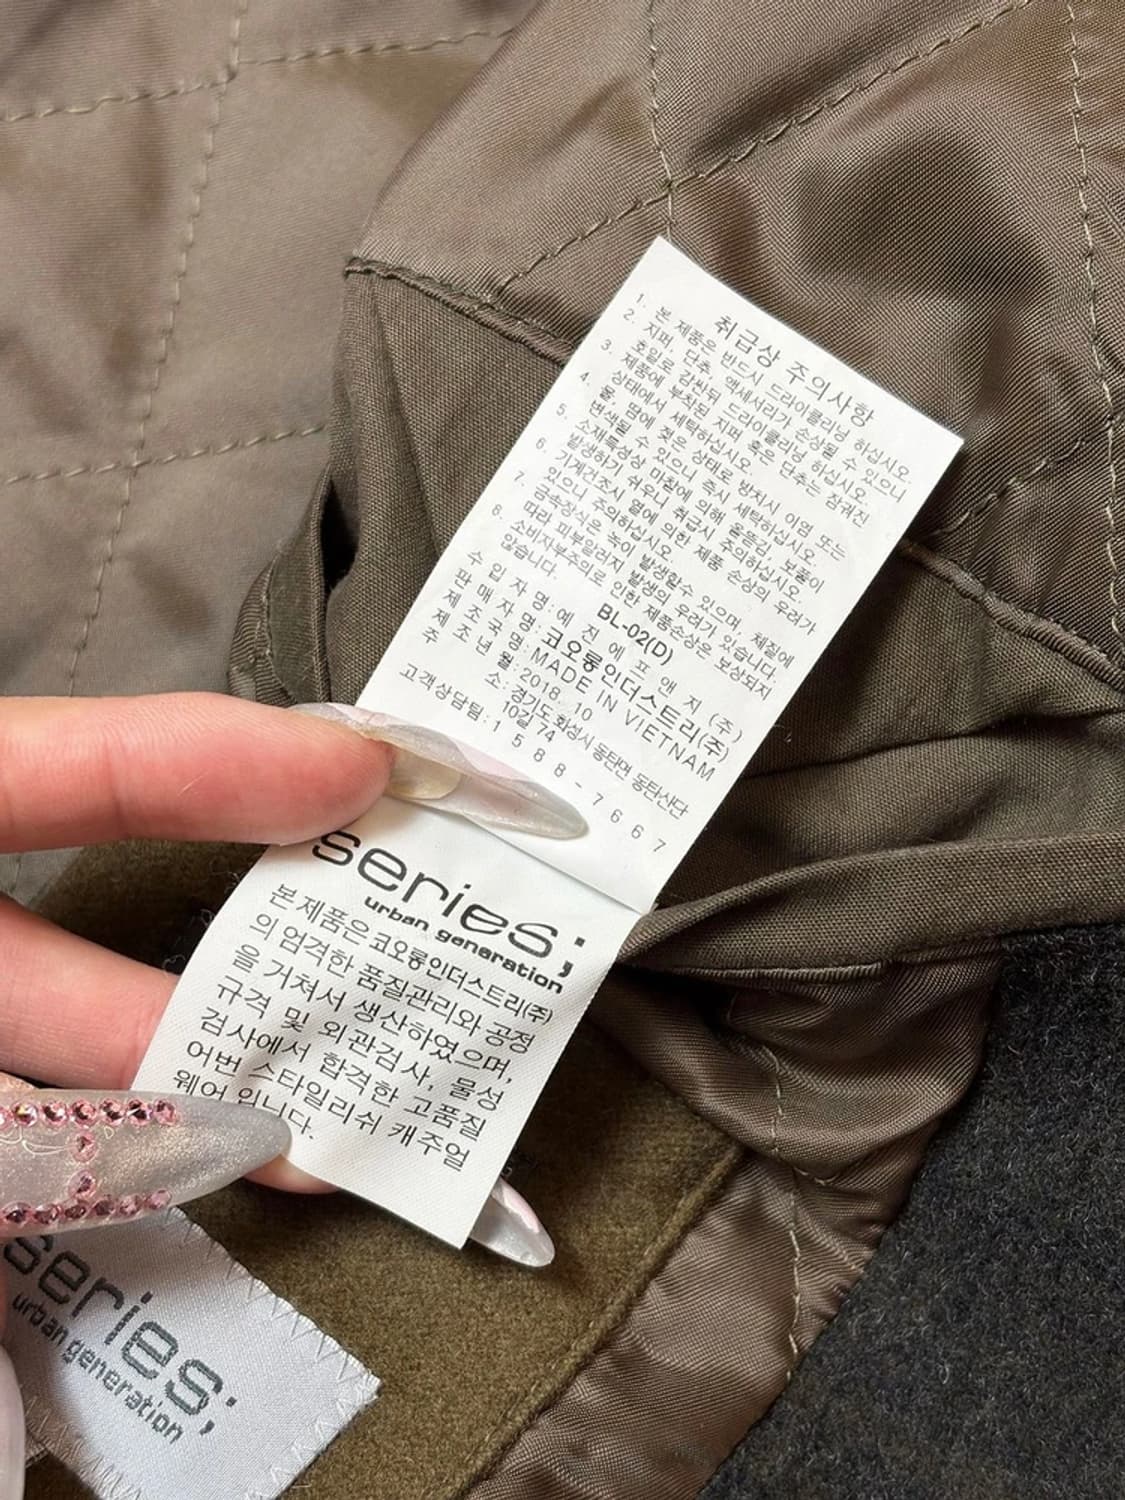 취급상 주의사항
1. 본 제품은 반드시 드라이클리닝 하십시오.
2. 지퍼, 단추, 액세서리가 손상될 수 있으니
호일로 감싼뒤 드라이클리닝 하십시오.
3. 제품에 부착된 지퍼 혹은 단추는 잠궈진
상태에서 세탁하십시오.
4. 물, 땀에 젖은 상태로 방치시 이염 또는
변색될 수 있으니 즉시 세탁하십시오.
5. 소재특성상 마찰에 의해 올뜯김, 보풀이
발생하기 쉬우니 취급시 주의하십시오.
6. 기계건조시 열에 의한 제품 손상의 우려가
있으니 주의하십시오.
7. 금속장식은 녹이 발생할수 있으며, 체질에
따라 피부알러지 발생의 우려가 있습니다.
8. 소비자부주의로 인한 제품손상은 보상되지
않습니다.
BL-02(D)
수 입 자 명 : 예 진 에 프 앤 지 (주)
판 매 자 명 : 코오롱인더스트리(주)
제 조 국 명 : MADE IN VIETNAM
제 조 년 월 : 2018. 10
주 소 : 경기도 화성시 동탄면 동탄산단
10길 74
고객상담팀 : 1 5 8 8 - 7 6 6 7
series;
urban generation
본 제품은 코오롱인더스트리(주)
의 엄격한 품질관리와 공정
을 거쳐서 생산하였으며,
규격 및 외관검사, 물성
검사에서 합격한 고품질
어번 스타일리쉬 캐주얼
웨어 입니다.
series;
urban generation